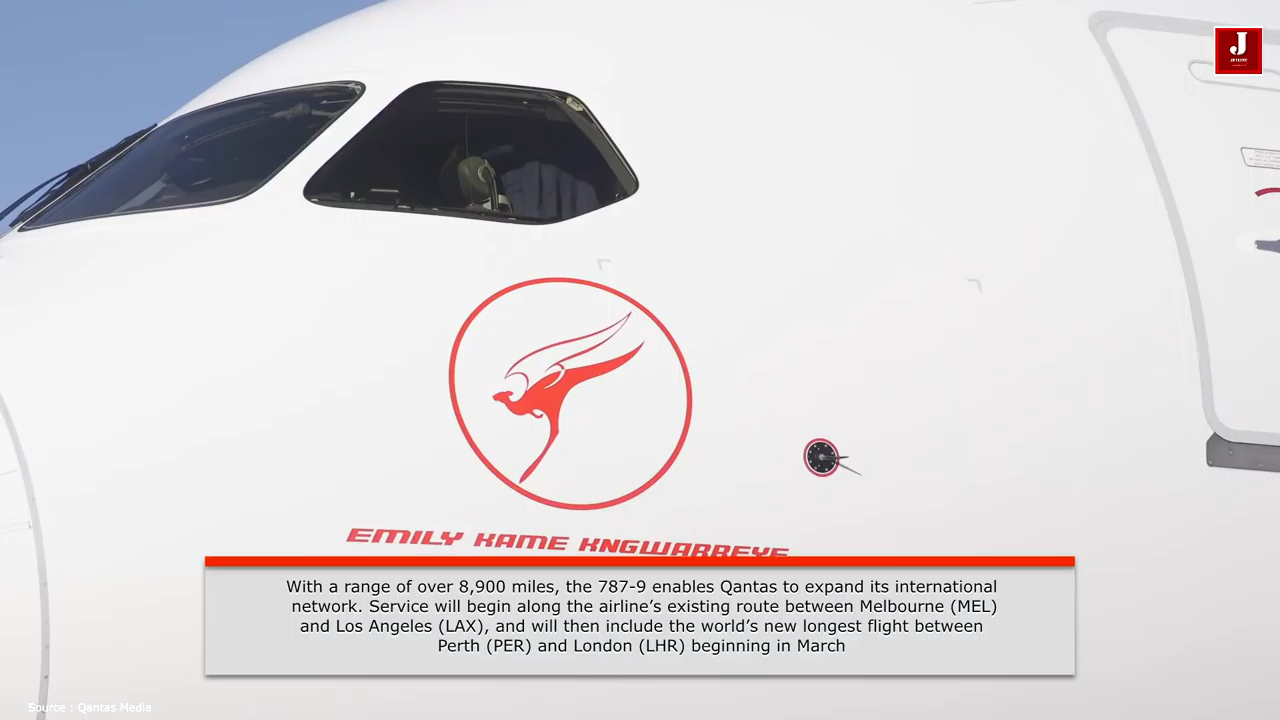 J
JETLINE
EMILY KAME KNGWARREYE
With a range of over 8,900 miles, the 787-9 enables Qantas to expand its international
network. Service will begin along the airline’s existing route between Melbourne (MEL)
and Los Angeles (LAX), and will then include the world’s new longest flight between
Perth (PER) and London (LHR) beginning in March
Source : Qantas Media